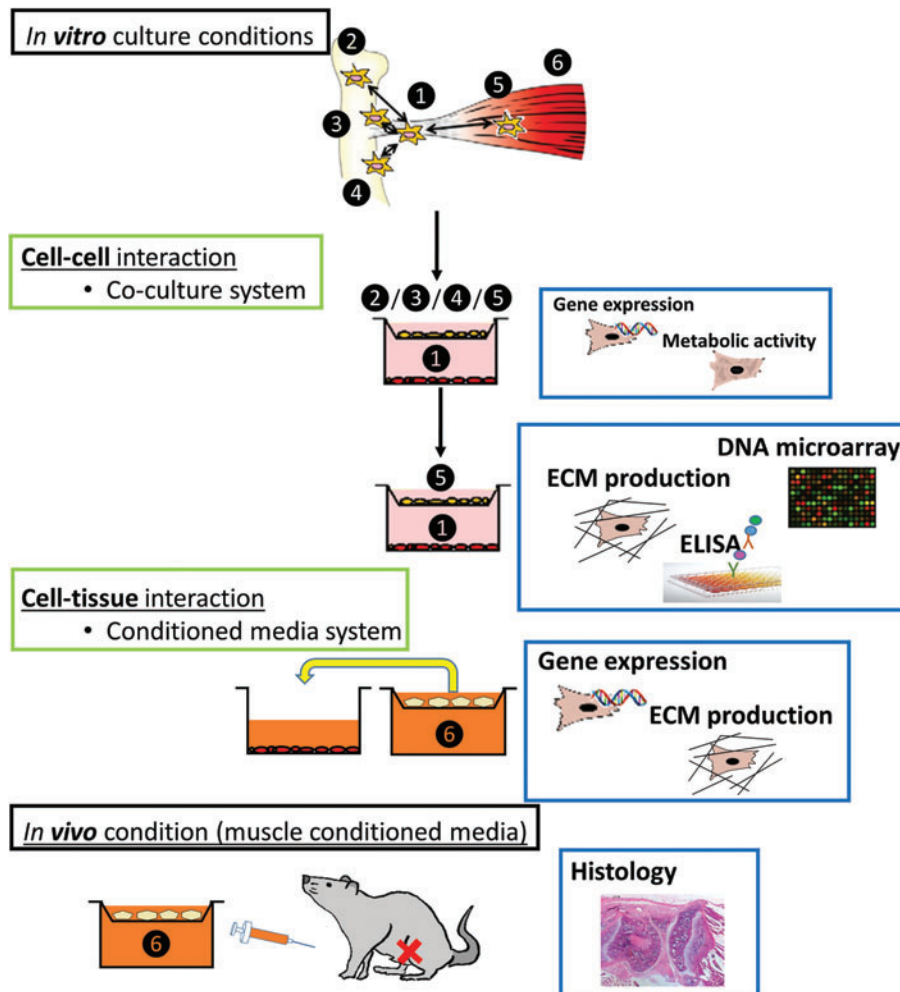 In vitro culture conditions
2
1
5
6
3
4
Cell-cell interaction
• Co-culture system
2/3/4/5
1
Gene expression
Metabolic activity
5
1
DNA microarray
ECM production
ELISA
Cell-tissue interaction
• Conditioned media system
6
Gene expression
ECM production
In vivo condition (muscle conditioned media)
6
Histology